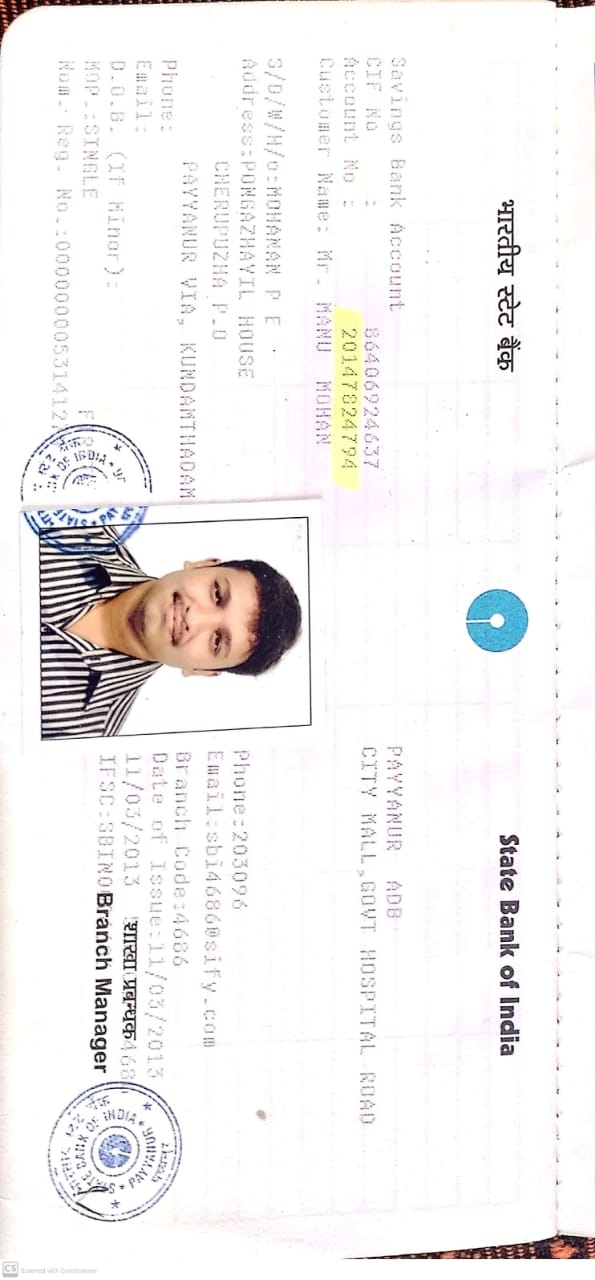 भारतीय स्टेट बैंक
State Bank of India
Savings Bank Account
CIF No : 86406924637
Account No : 20147824794
Customer Name: Mr. MANU MOHAN
S/D/W/H/o:MOHANAN P E
Address:PONGAZHAYIL HOUSE
CHERUPUZHA P.O
PAYYANUR VIA, KUNDAMTHADAM
Phone:
Email:
D.O.B. (If Minor):
MOP.:SINGLE
Nom. Reg. No.:
PAYYANUR ADB
CITY MALL,GOVT HOSPITAL ROAD
Phone:203096
Email:sbi4686@sify.com
Branch Code:4686
Date of Issue:11/03/2013
11/03/2013 शाखा प्रबन्धक
IFSC: Branch Manager
STATE BANK OF INDIA
PAYYANUR
CS Scanned with CamScanner